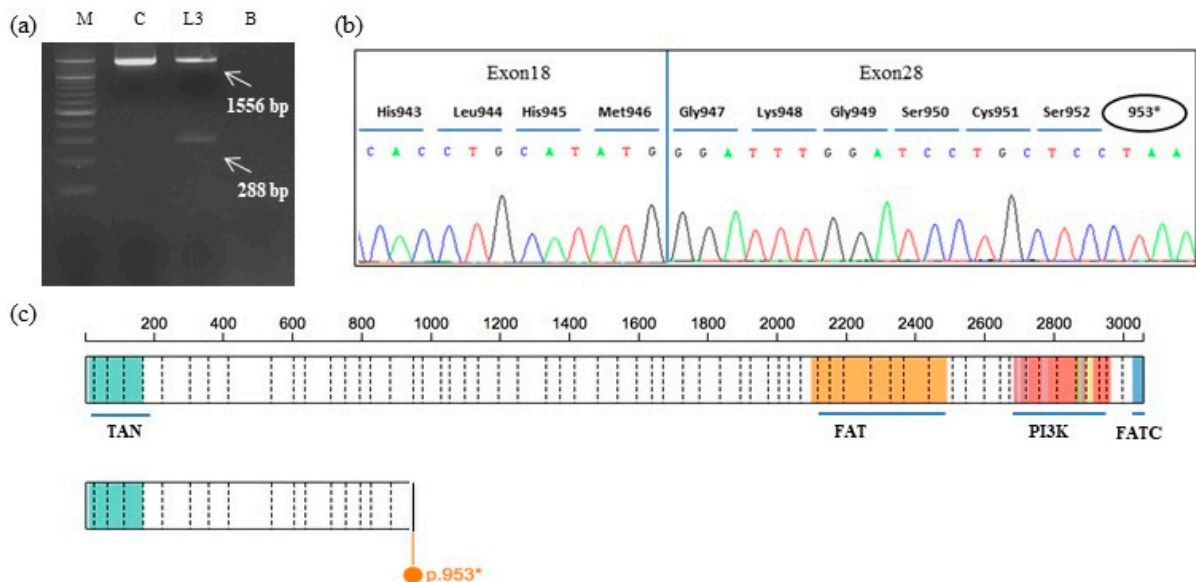 (a)
M C L3 B
1556 bp
288 bp
(b)
Exon18 Exon28
His943 Leu944 His945 Met946 Gly947 Lys948 Gly949 Ser950 Cys951 Ser952 953*
C A C C T G C A T A T G G G A T T T G G A T C C T G C T C C T A A
(c)
200 400 600 800 1000 1200 1400 1600 1800 2000 2200 2400 2600 2800 3000
TAN FAT PI3K FATC
p.953*